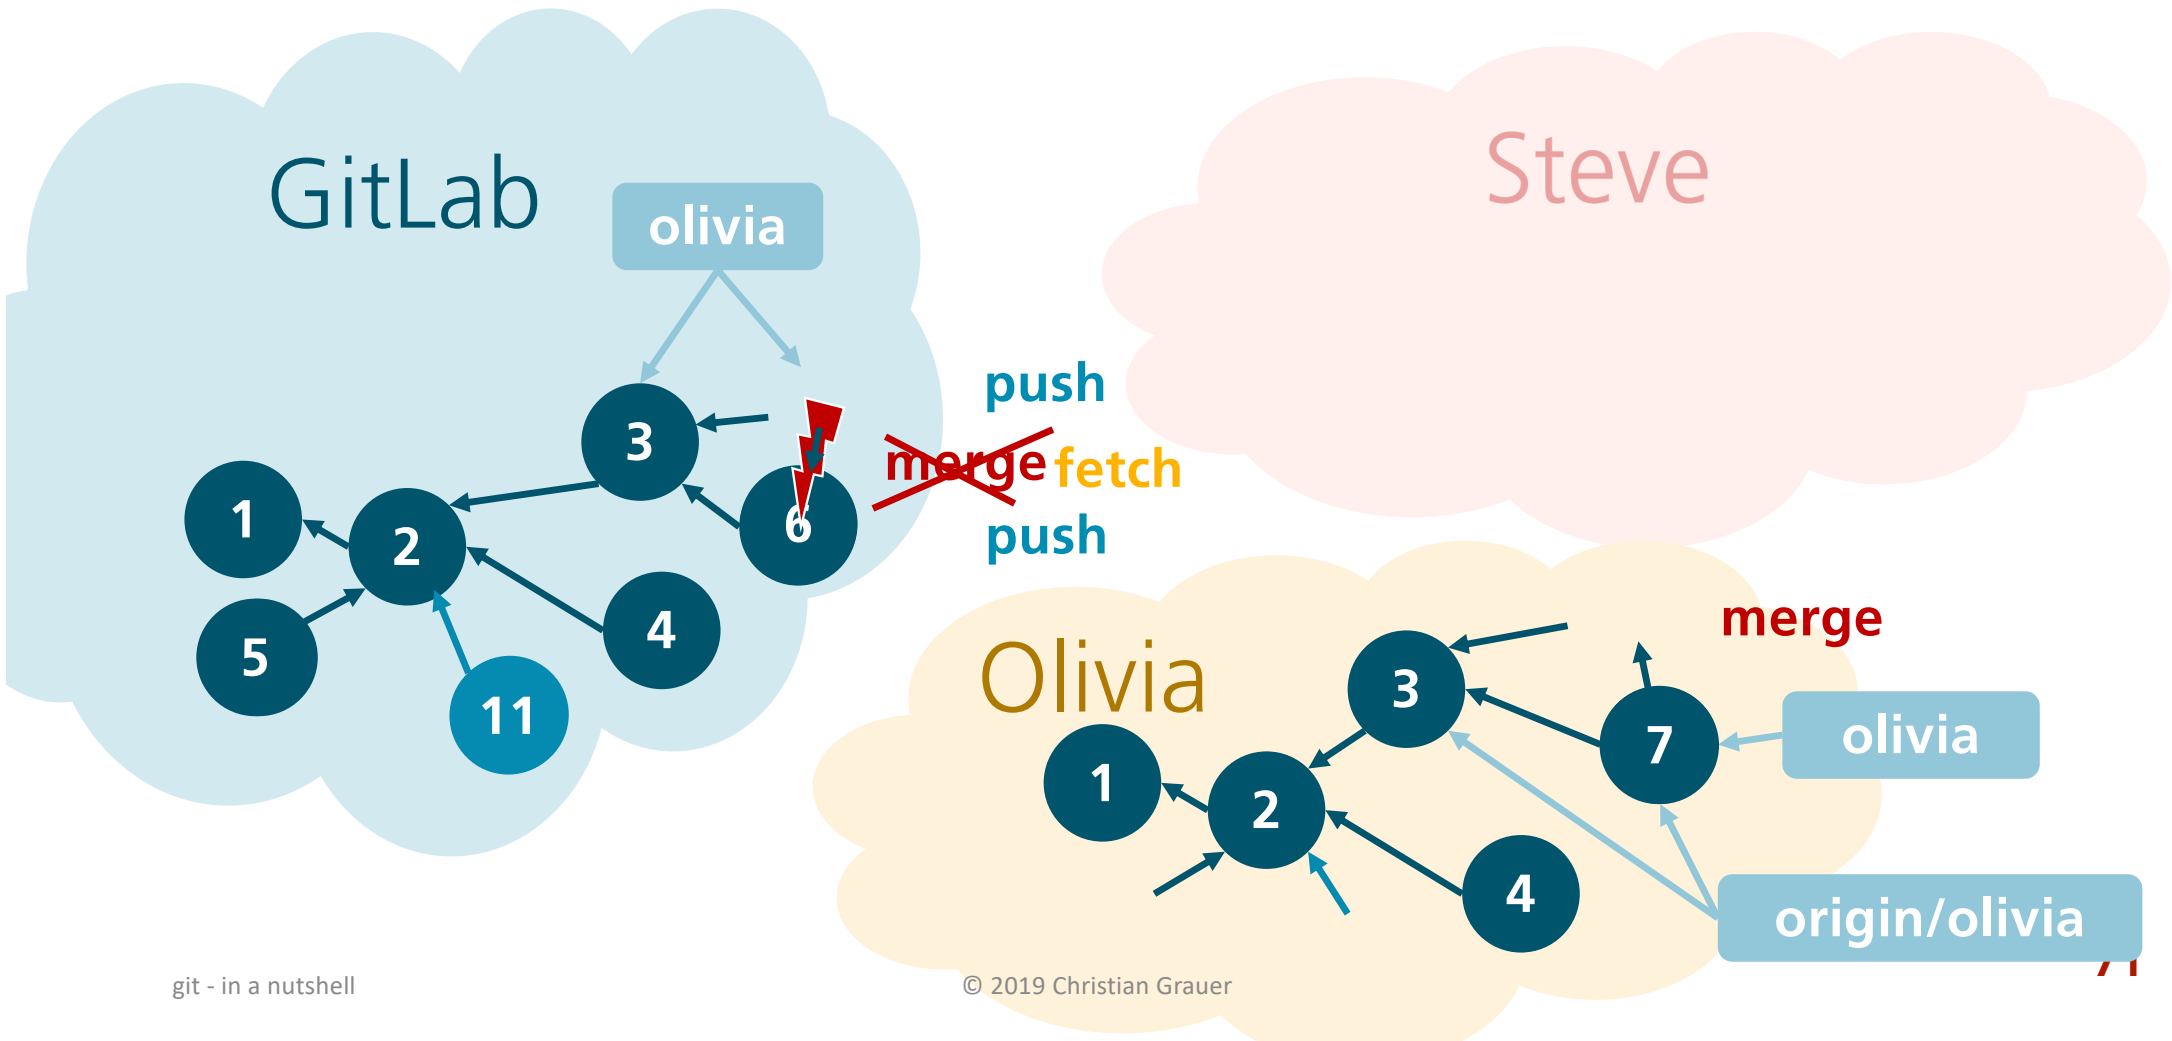 GitLab
olivia
Steve
push
3
merge fetch
1
2
6
push
5
4
11
Olivia
merge
3
olivia
7
1
2
4
origin/olivia
git - in a nutshell
© 2019 Christian Grauer